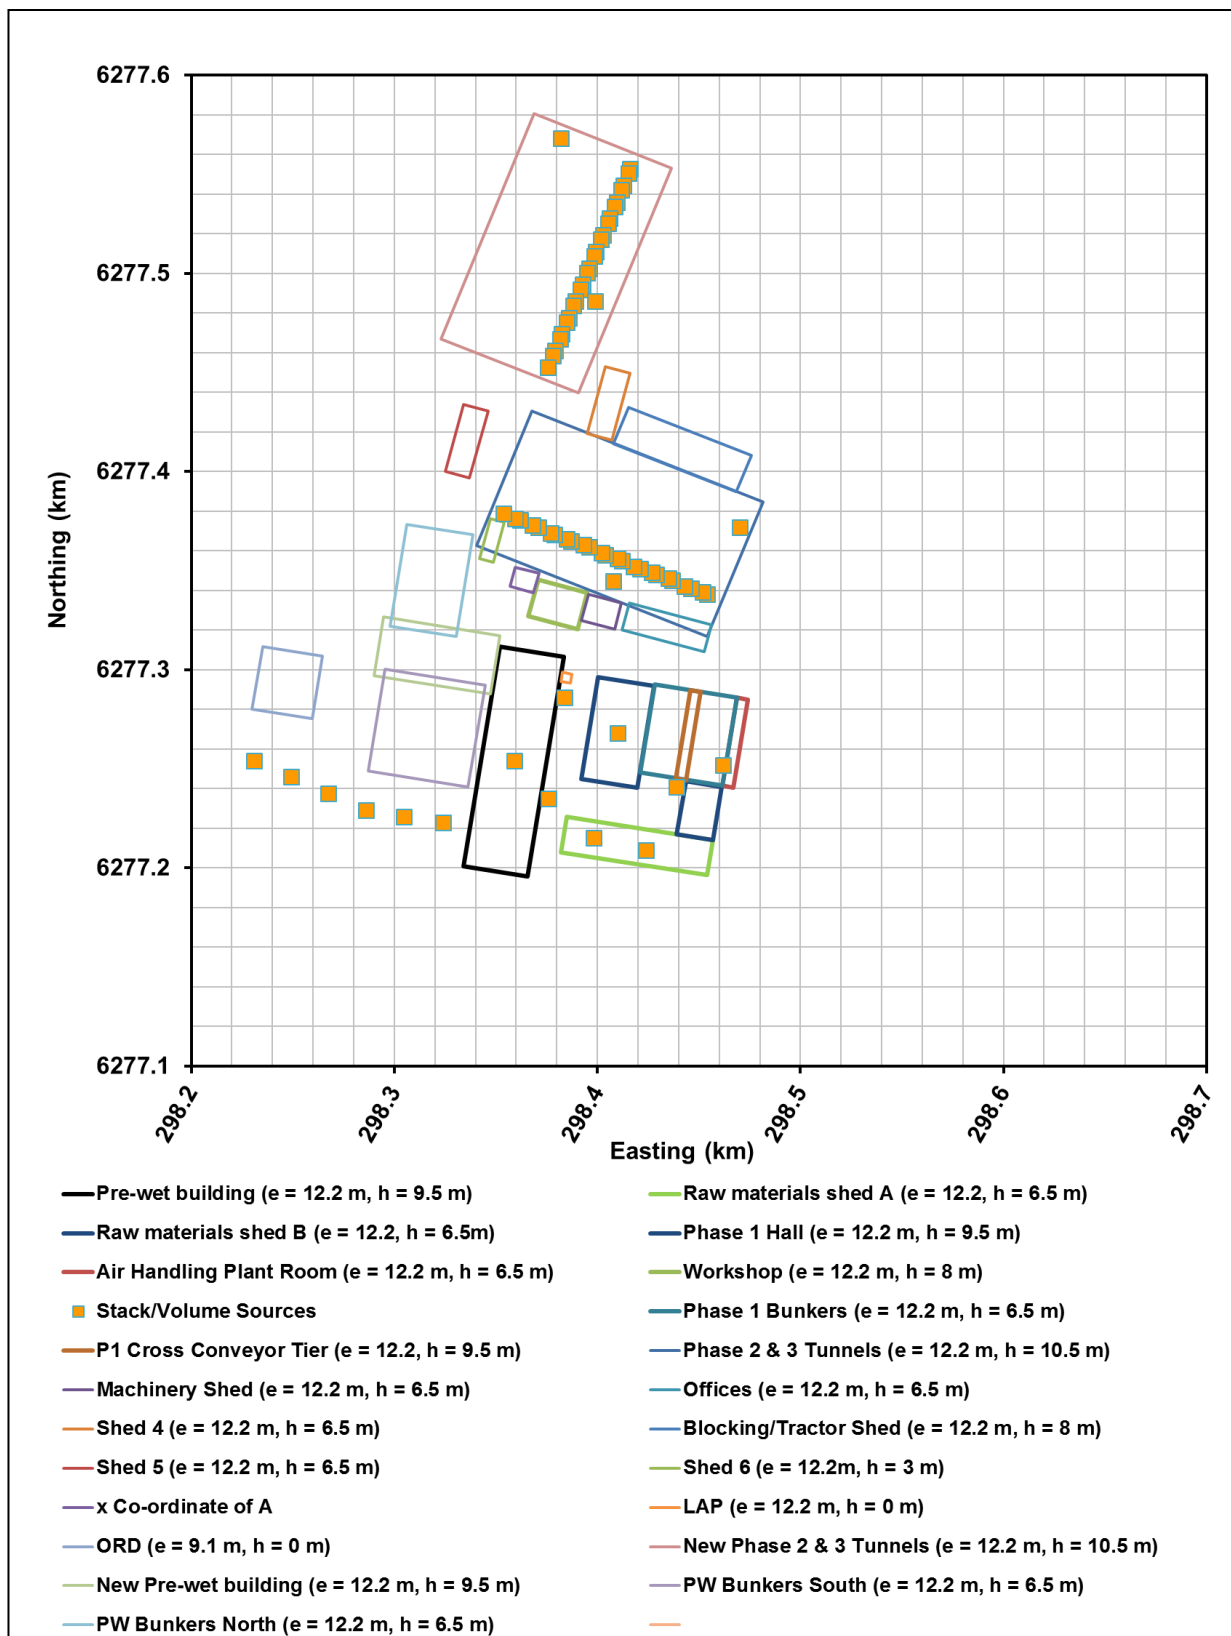 6277.6
6277.5
6277.4
6277.3
6277.2
6277.1
Northing (km)
298.2
298.3
298.4
298.5
298.6
298.7
Easting (km)
Pre-wet building (e = 12.2 m, h = 9.5 m)
Raw materials shed A (e = 12.2, h = 6.5 m)
Raw materials shed B (e = 12.2, h = 6.5m)
Phase 1 Hall (e = 12.2 m, h = 9.5 m)
Air Handling Plant Room (e = 12.2 m, h = 6.5 m)
Workshop (e = 12.2 m, h = 8 m)
Stack/Volume Sources
Phase 1 Bunkers (e = 12.2 m, h = 6.5 m)
P1 Cross Conveyor Tier (e = 12.2, h = 9.5 m)
Phase 2 & 3 Tunnels (e = 12.2 m, h = 10.5 m)
Machinery Shed (e = 12.2 m, h = 6.5 m)
Offices (e = 12.2 m, h = 6.5 m)
Shed 4 (e = 12.2 m, h = 6.5 m)
Blocking/Tractor Shed (e = 12.2 m, h = 8 m)
Shed 5 (e = 12.2 m, h = 6.5 m)
Shed 6 (e = 12.2m, h = 3 m)
x Co-ordinate of A
LAP (e = 12.2 m, h = 0 m)
ORD (e = 9.1 m, h = 0 m)
New Phase 2 & 3 Tunnels (e = 12.2 m, h = 10.5 m)
New Pre-wet building (e = 12.2 m, h = 9.5 m)
PW Bunkers South (e = 12.2 m, h = 6.5 m)
PW Bunkers North (e = 12.2 m, h = 6.5 m)